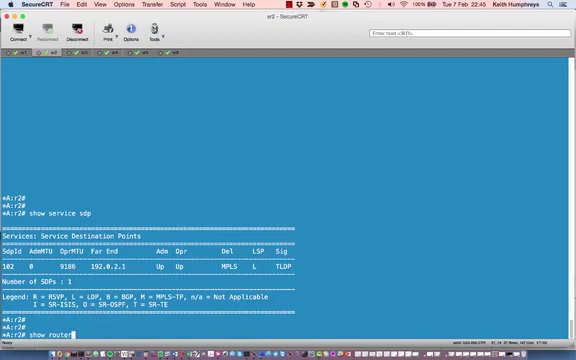 SecureCRT File Edit View Options Transfer Script Tools Window Help 100% Tue 7 Feb 22:45 Keith Humphreys
sr2 - SecureCRT
Enter host <⌘R>
Connect Reconnect Disconnect Print Options Tools
*A:r2#
*A:r2#
*A:r2# show service sdp
===============================================================================
Services: Service Destination Points
===============================================================================
SdpId AdmMTU OprMTU Far End Adm Opr Del LSP Sig
-------------------------------------------------------------------------------
102 0 9186 192.0.2.1 Up Up MPLS L TLDP
-------------------------------------------------------------------------------
Number of SDPs : 1
-------------------------------------------------------------------------------
Legend: R = RSVP, L = LDP, B = BGP, M = MPLS-TP, n/a = Not Applicable
I = SR-ISIS, O = SR-OSPF, T = SR-TE
===============================================================================
*A:r2#
*A:r2#
*A:r2# show router
Ready